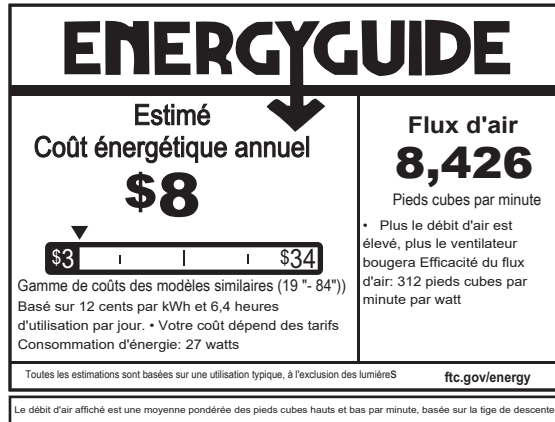 ENERGYGUIDE
Estimé
Coût énergétique annuel
$8
$3
$34
Gamme de coûts des modèles similaires (19 "- 84"))
Basé sur 12 cents par kWh et 6,4 heures
d'utilisation par jour. • Votre coût dépend des tarifs
Consommation d'énergie: 27 watts
Flux d'air
8,426
Pieds cubes par minute
• Plus le débit d'air est
élevé, plus le ventilateur
bougera Efficacité du flux
d'air: 312 pieds cubes par
minute par watt
Toutes les estimations sont basées sur une utilisation typique, à l'exclusion des lumièreS
ftc.gov/energy
Le débit d'air affiché est une moyenne pondérée des pieds cubes hauts et bas par minute, basée sur la tige de descente